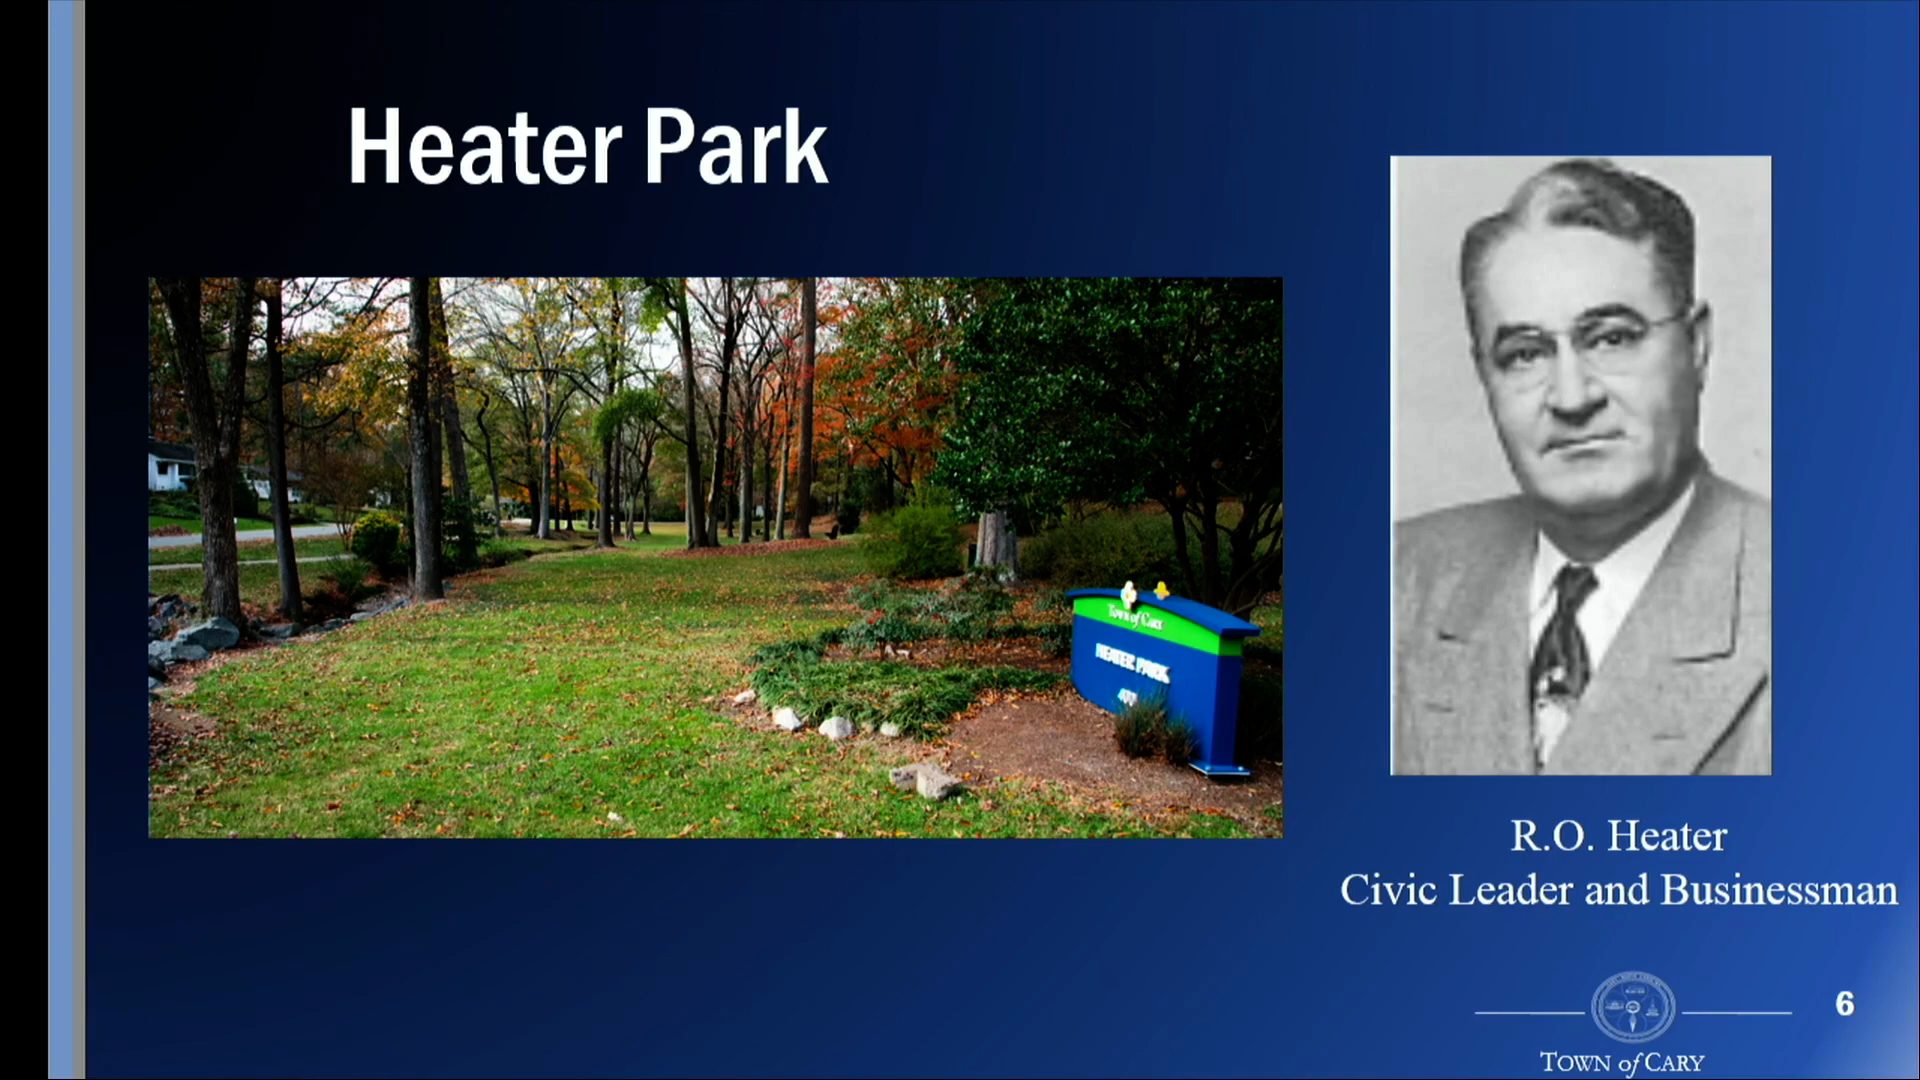 Heater Park
Town of Cary
HEATER PARK
R.O. Heater
Civic Leader and Businessman
6
TOWN of CARY